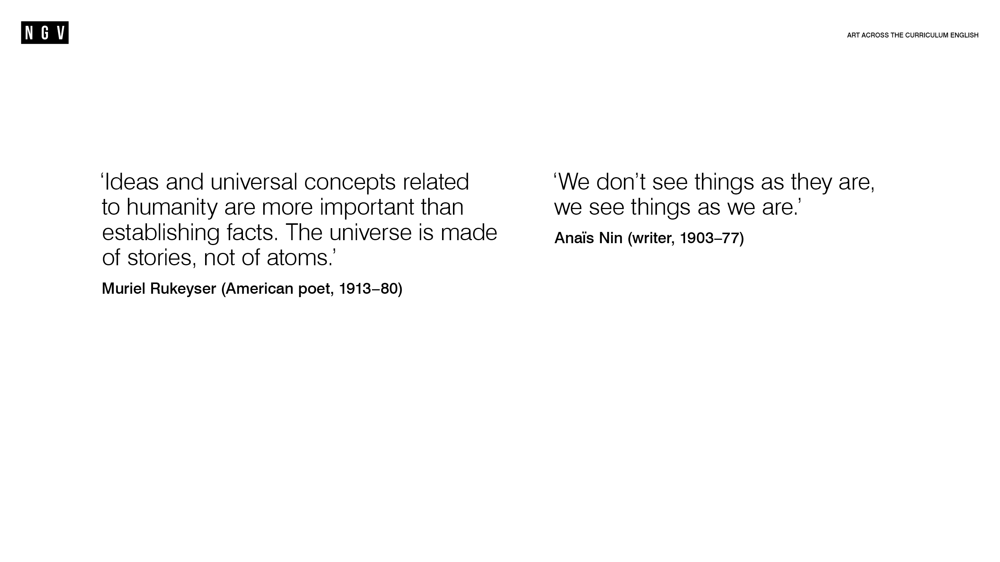 NGV
ART ACROSS THE CURRICULUM ENGLISH
‘Ideas and universal concepts related
to humanity are more important than
establishing facts. The universe is made
of stories, not of atoms.’
Muriel Rukeyser (American poet, 1913–80)
‘We don’t see things as they are,
we see things as we are.’
Anaïs Nin (writer, 1903–77)